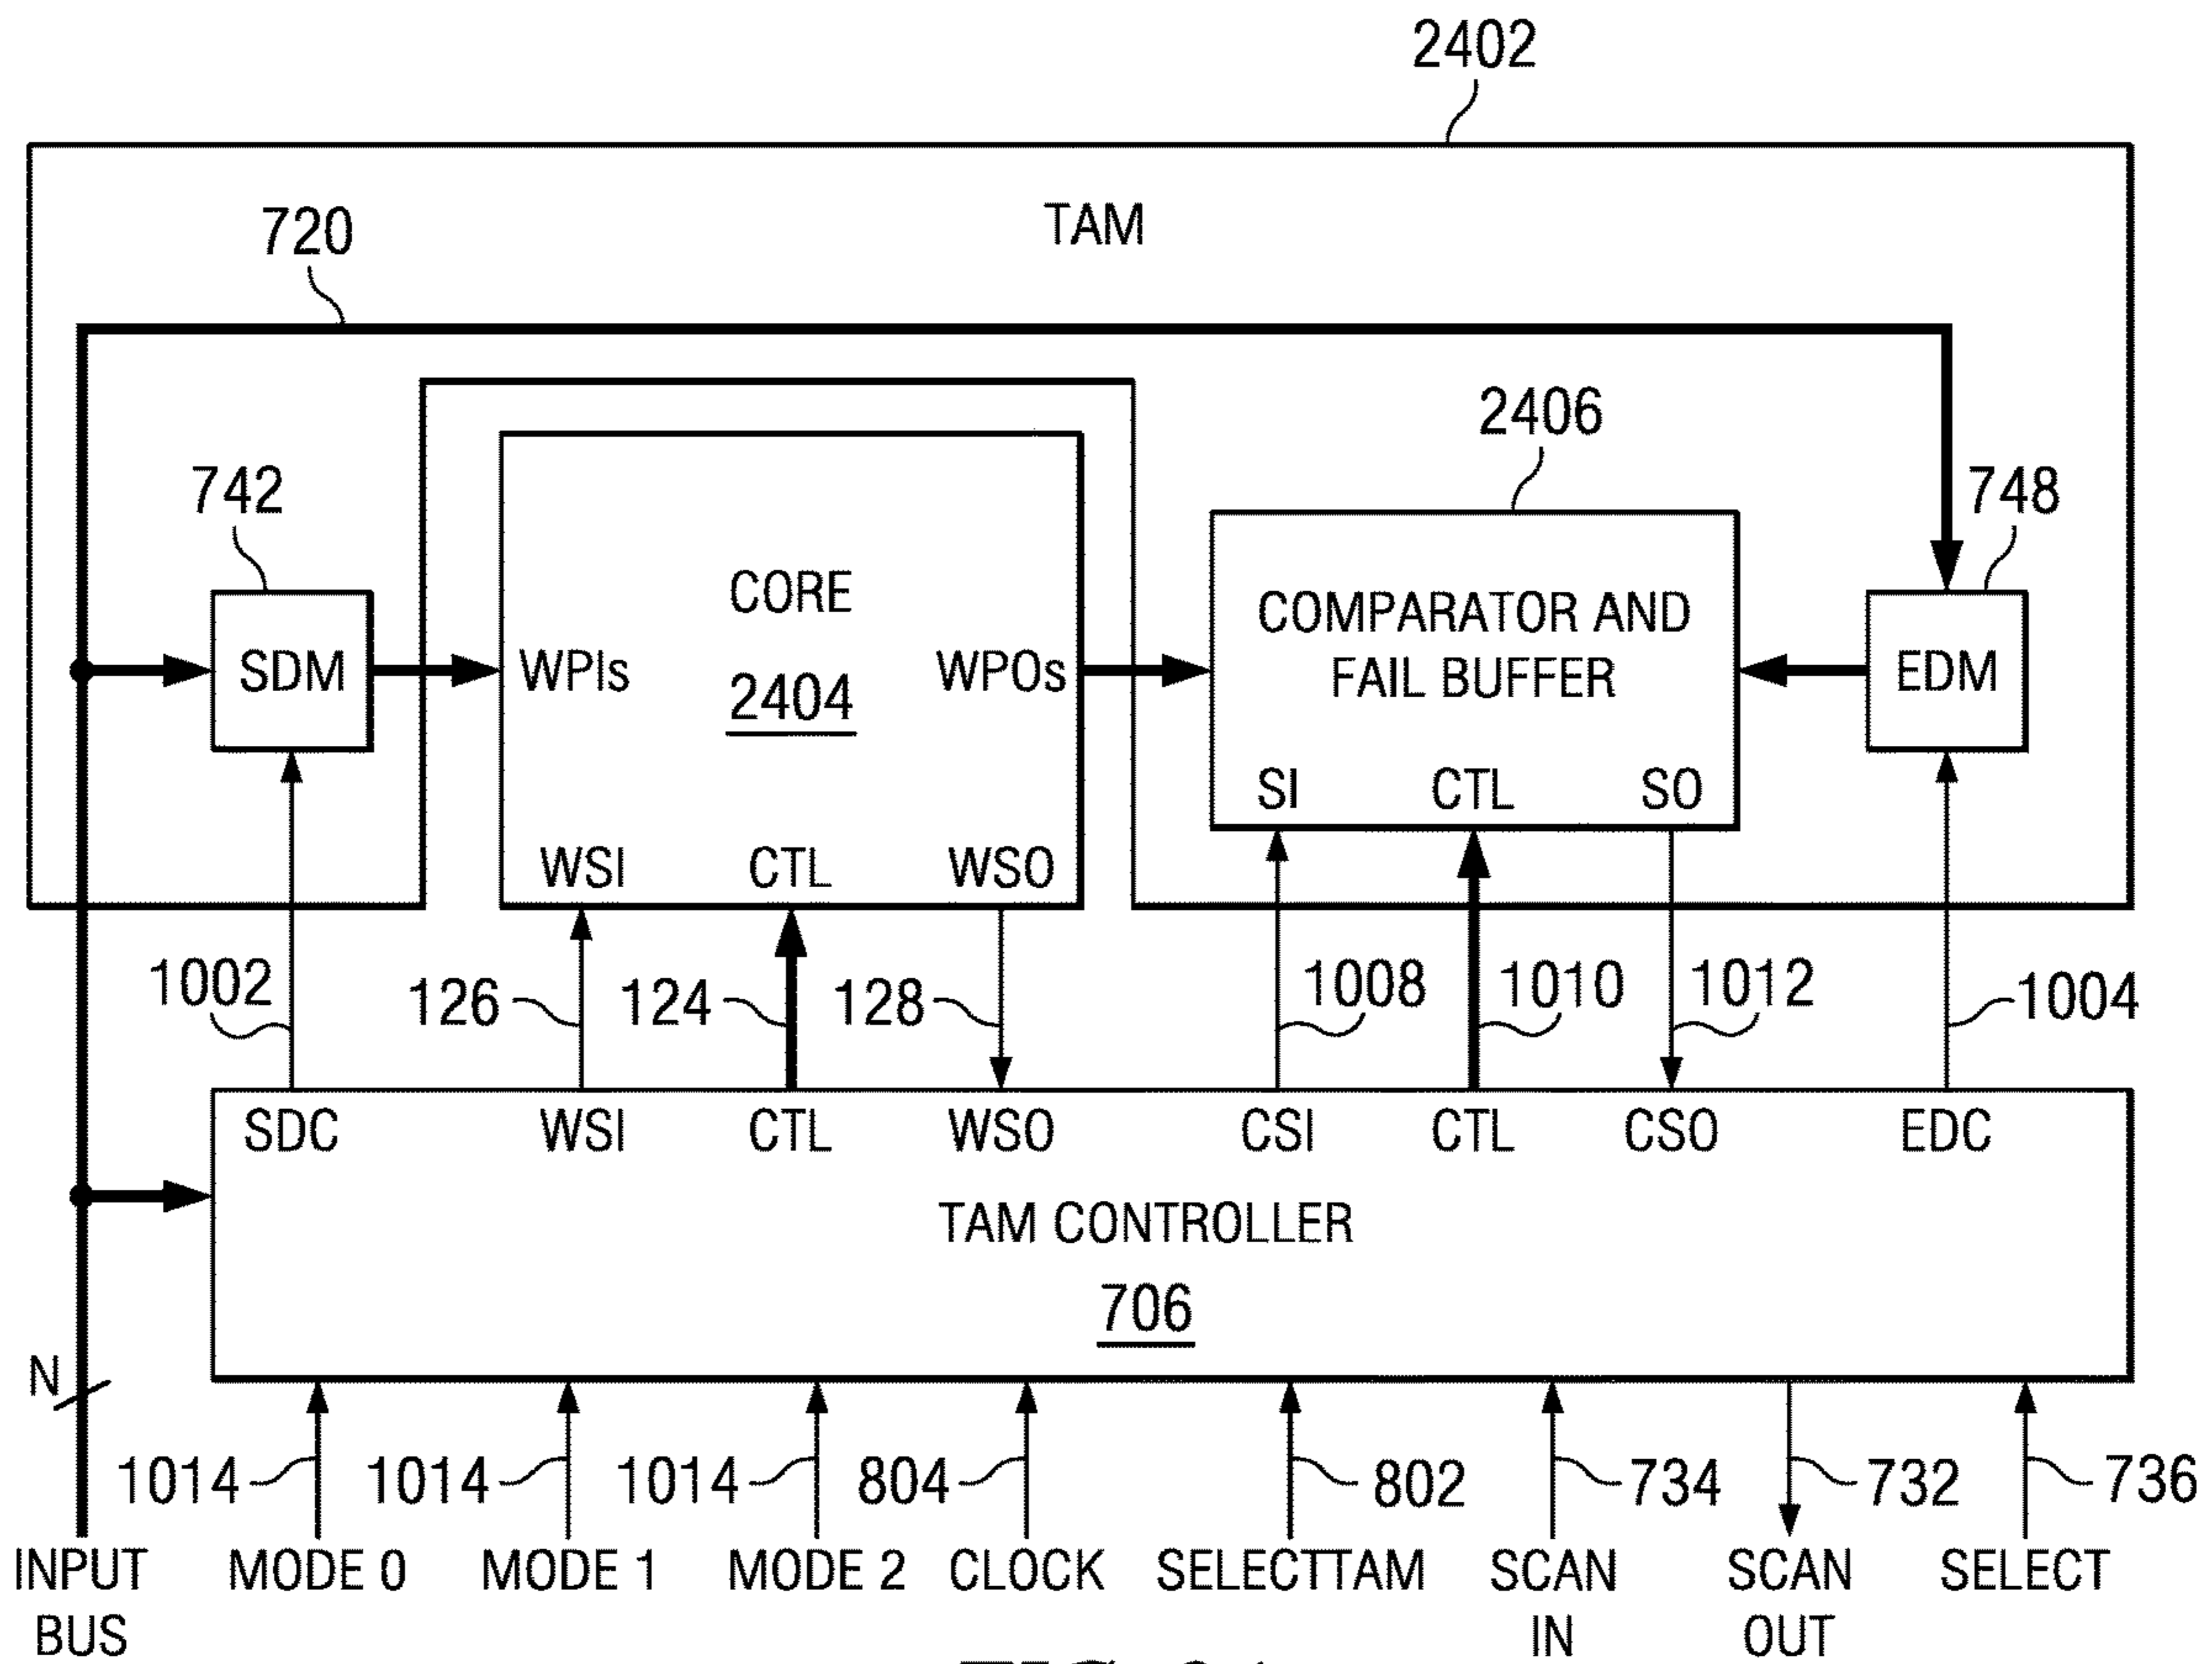 2402
TAM
720
2406
742
748
CORE
2404
WPIs
WPOs
SDM
COMPARATOR AND
FAIL BUFFER
EDM
SI CTL SO
WSI CTL WSO
1002
126
124
128
1008
1010
1012
1004
SDC WSI CTL WSO CSI CTL CSO EDC
TAM CONTROLLER
706
N
1014 1014 1014 804 802 734 732 736
INPUT
BUS
MODE 0
MODE 1
MODE 2
CLOCK
SELECTTAM
SCAN
IN
SCAN
OUT
SELECT